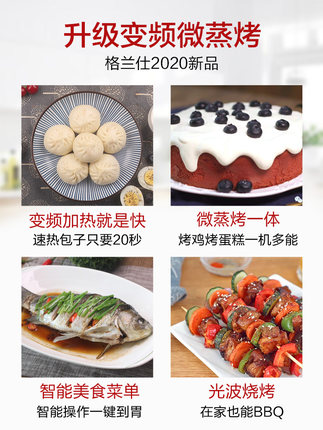 升级变频微蒸烤
格兰仕2020新品
变频加热就是快
速热包子只要20秒
微蒸烤一体
烤鸡烤蛋糕一机多能
智能美食菜单
智能操作一键到胃
光波烧烤
在家也能BBQ